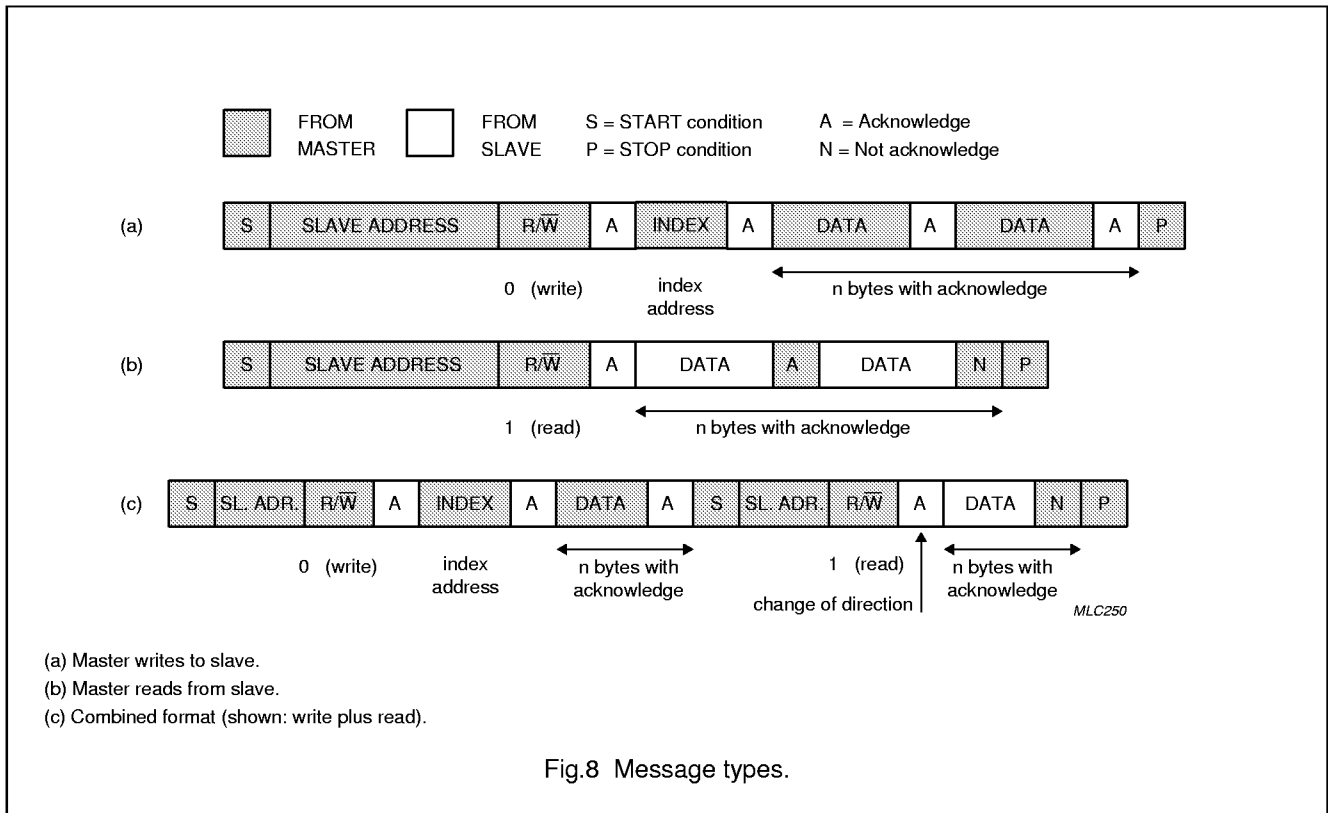 FROM MASTER FROM SLAVE S = START condition A = Acknowledge
P = STOP condition N = Not acknowledge
(a) S SLAVE ADDRESS R/W̅ A INDEX A DATA A DATA A P
0 (write) index address n bytes with acknowledge
(b) S SLAVE ADDRESS R/W̅ A DATA A DATA N P
1 (read) n bytes with acknowledge
(c) S SL. ADR. R/W̅ A INDEX A DATA A S SL. ADR. R/W̅ A DATA N P
0 (write) index address n bytes with acknowledge 1 (read) n bytes with acknowledge
change of direction
MLC250
(a) Master writes to slave.
(b) Master reads from slave.
(c) Combined format (shown: write plus read).
Fig.8 Message types.